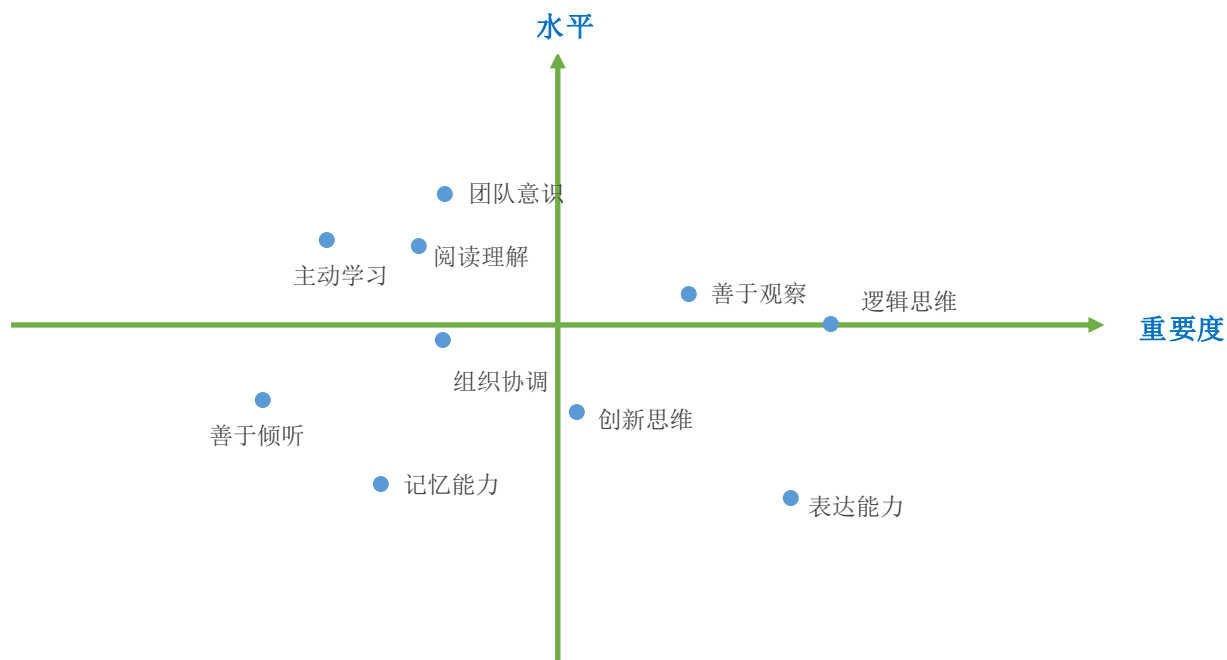 水平
团队意识
阅读理解
主动学习
善于观察
逻辑思维
重要度
组织协调
创新思维
善于倾听
记忆能力
表达能力